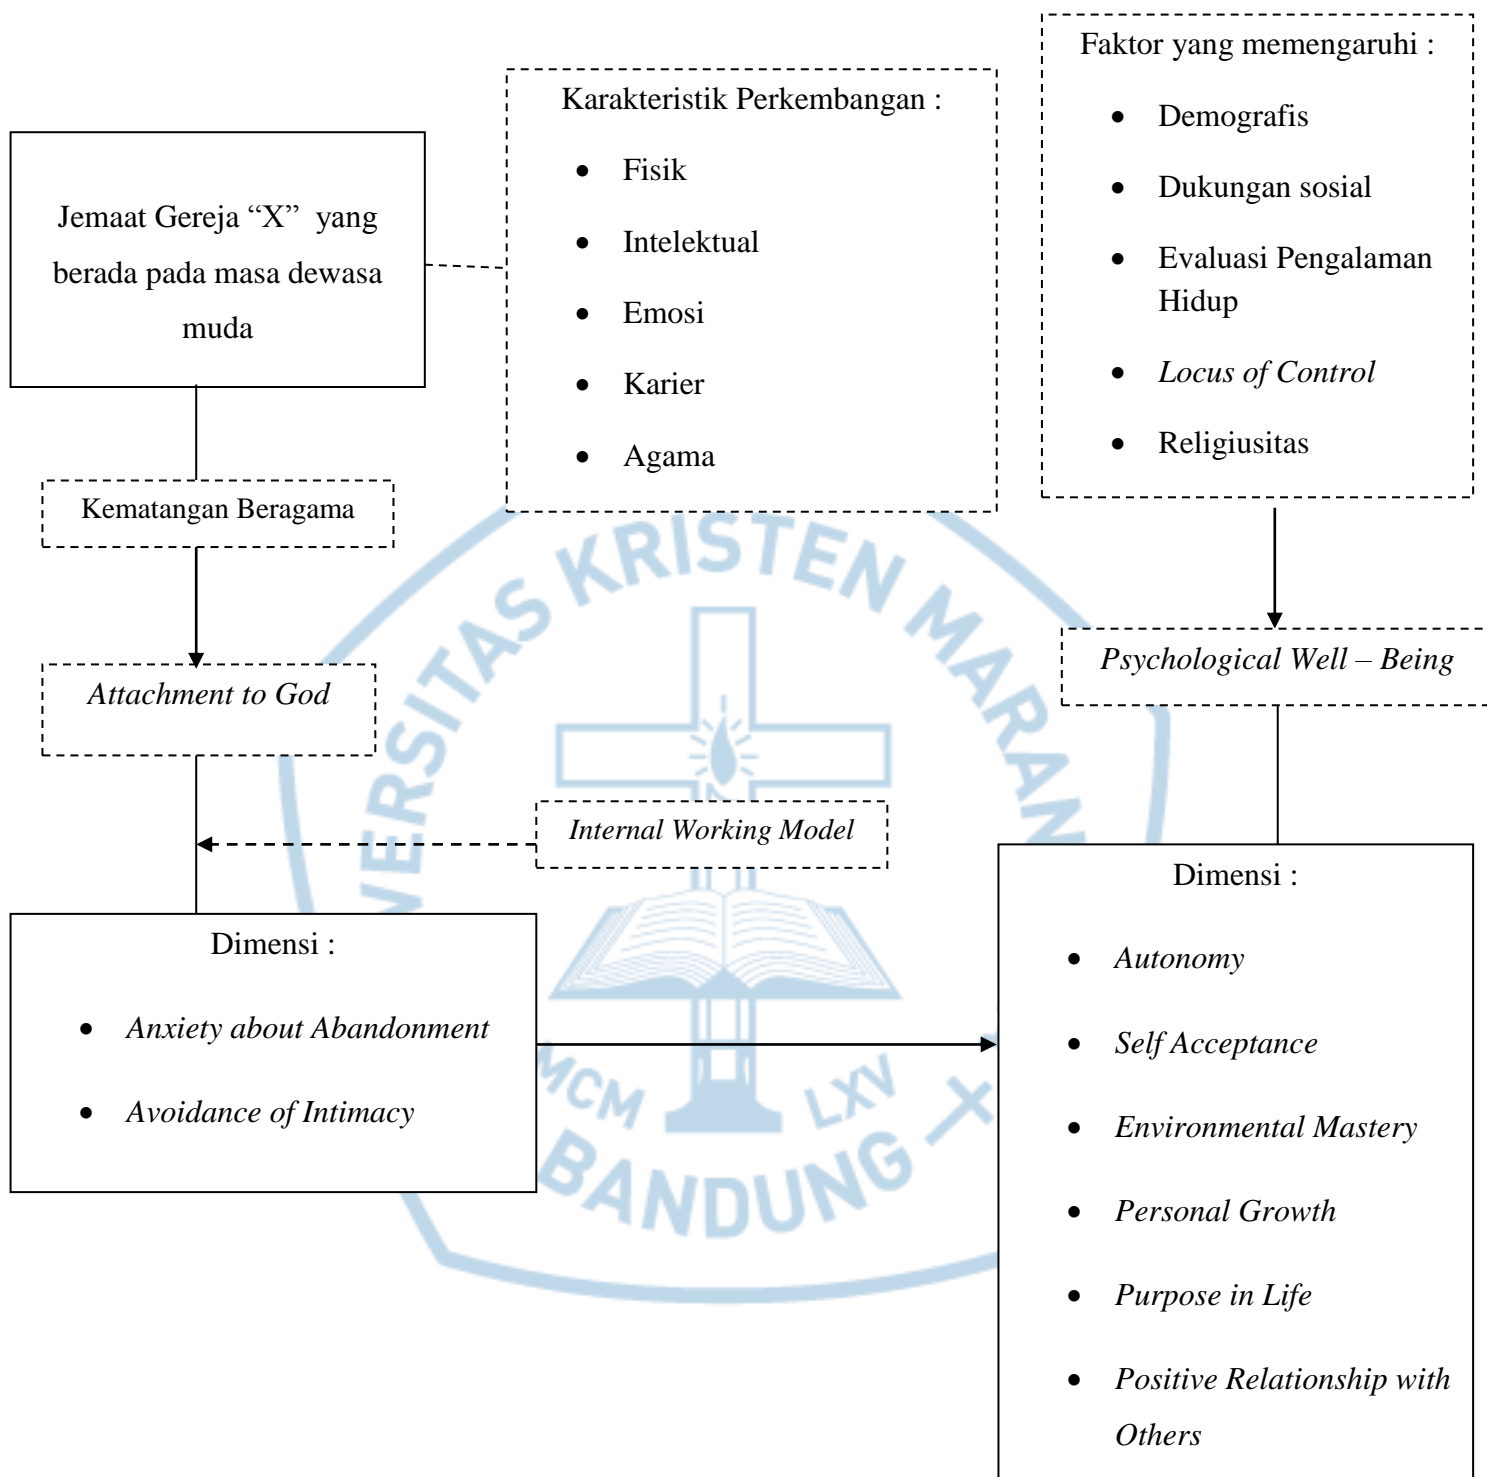 Faktor yang memengaruhi :
• Demografis
• Dukungan sosial
• Evaluasi Pengalaman
Hidup
• Locus of Control
• Religiusitas
Karakteristik Perkembangan :
• Fisik
• Intelektual
• Emosi
• Karier
• Agama
Jemaat Gereja “X” yang
berada pada masa dewasa
muda
Kematangan Beragama
Attachment to God
Psychological Well – Being
Internal Working Model
Dimensi :
• Anxiety about Abandonment
• Avoidance of Intimacy
Dimensi :
• Autonomy
• Self Acceptance
• Environmental Mastery
• Personal Growth
• Purpose in Life
• Positive Relationship with
Others
VERSITAS KRISTEN MARAN
MCM LXV
BANDUNG